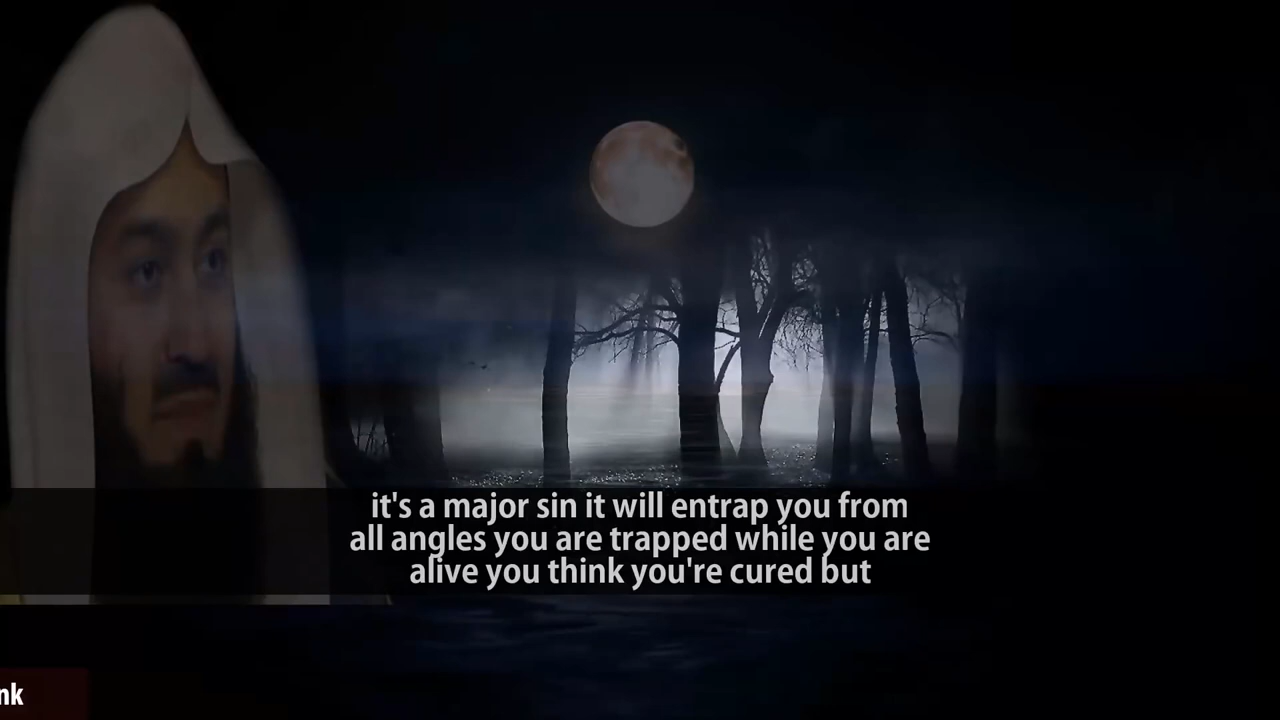 it's a major sin it will entrap you from
all angles you are trapped while you are
alive you think you're cured but
nk